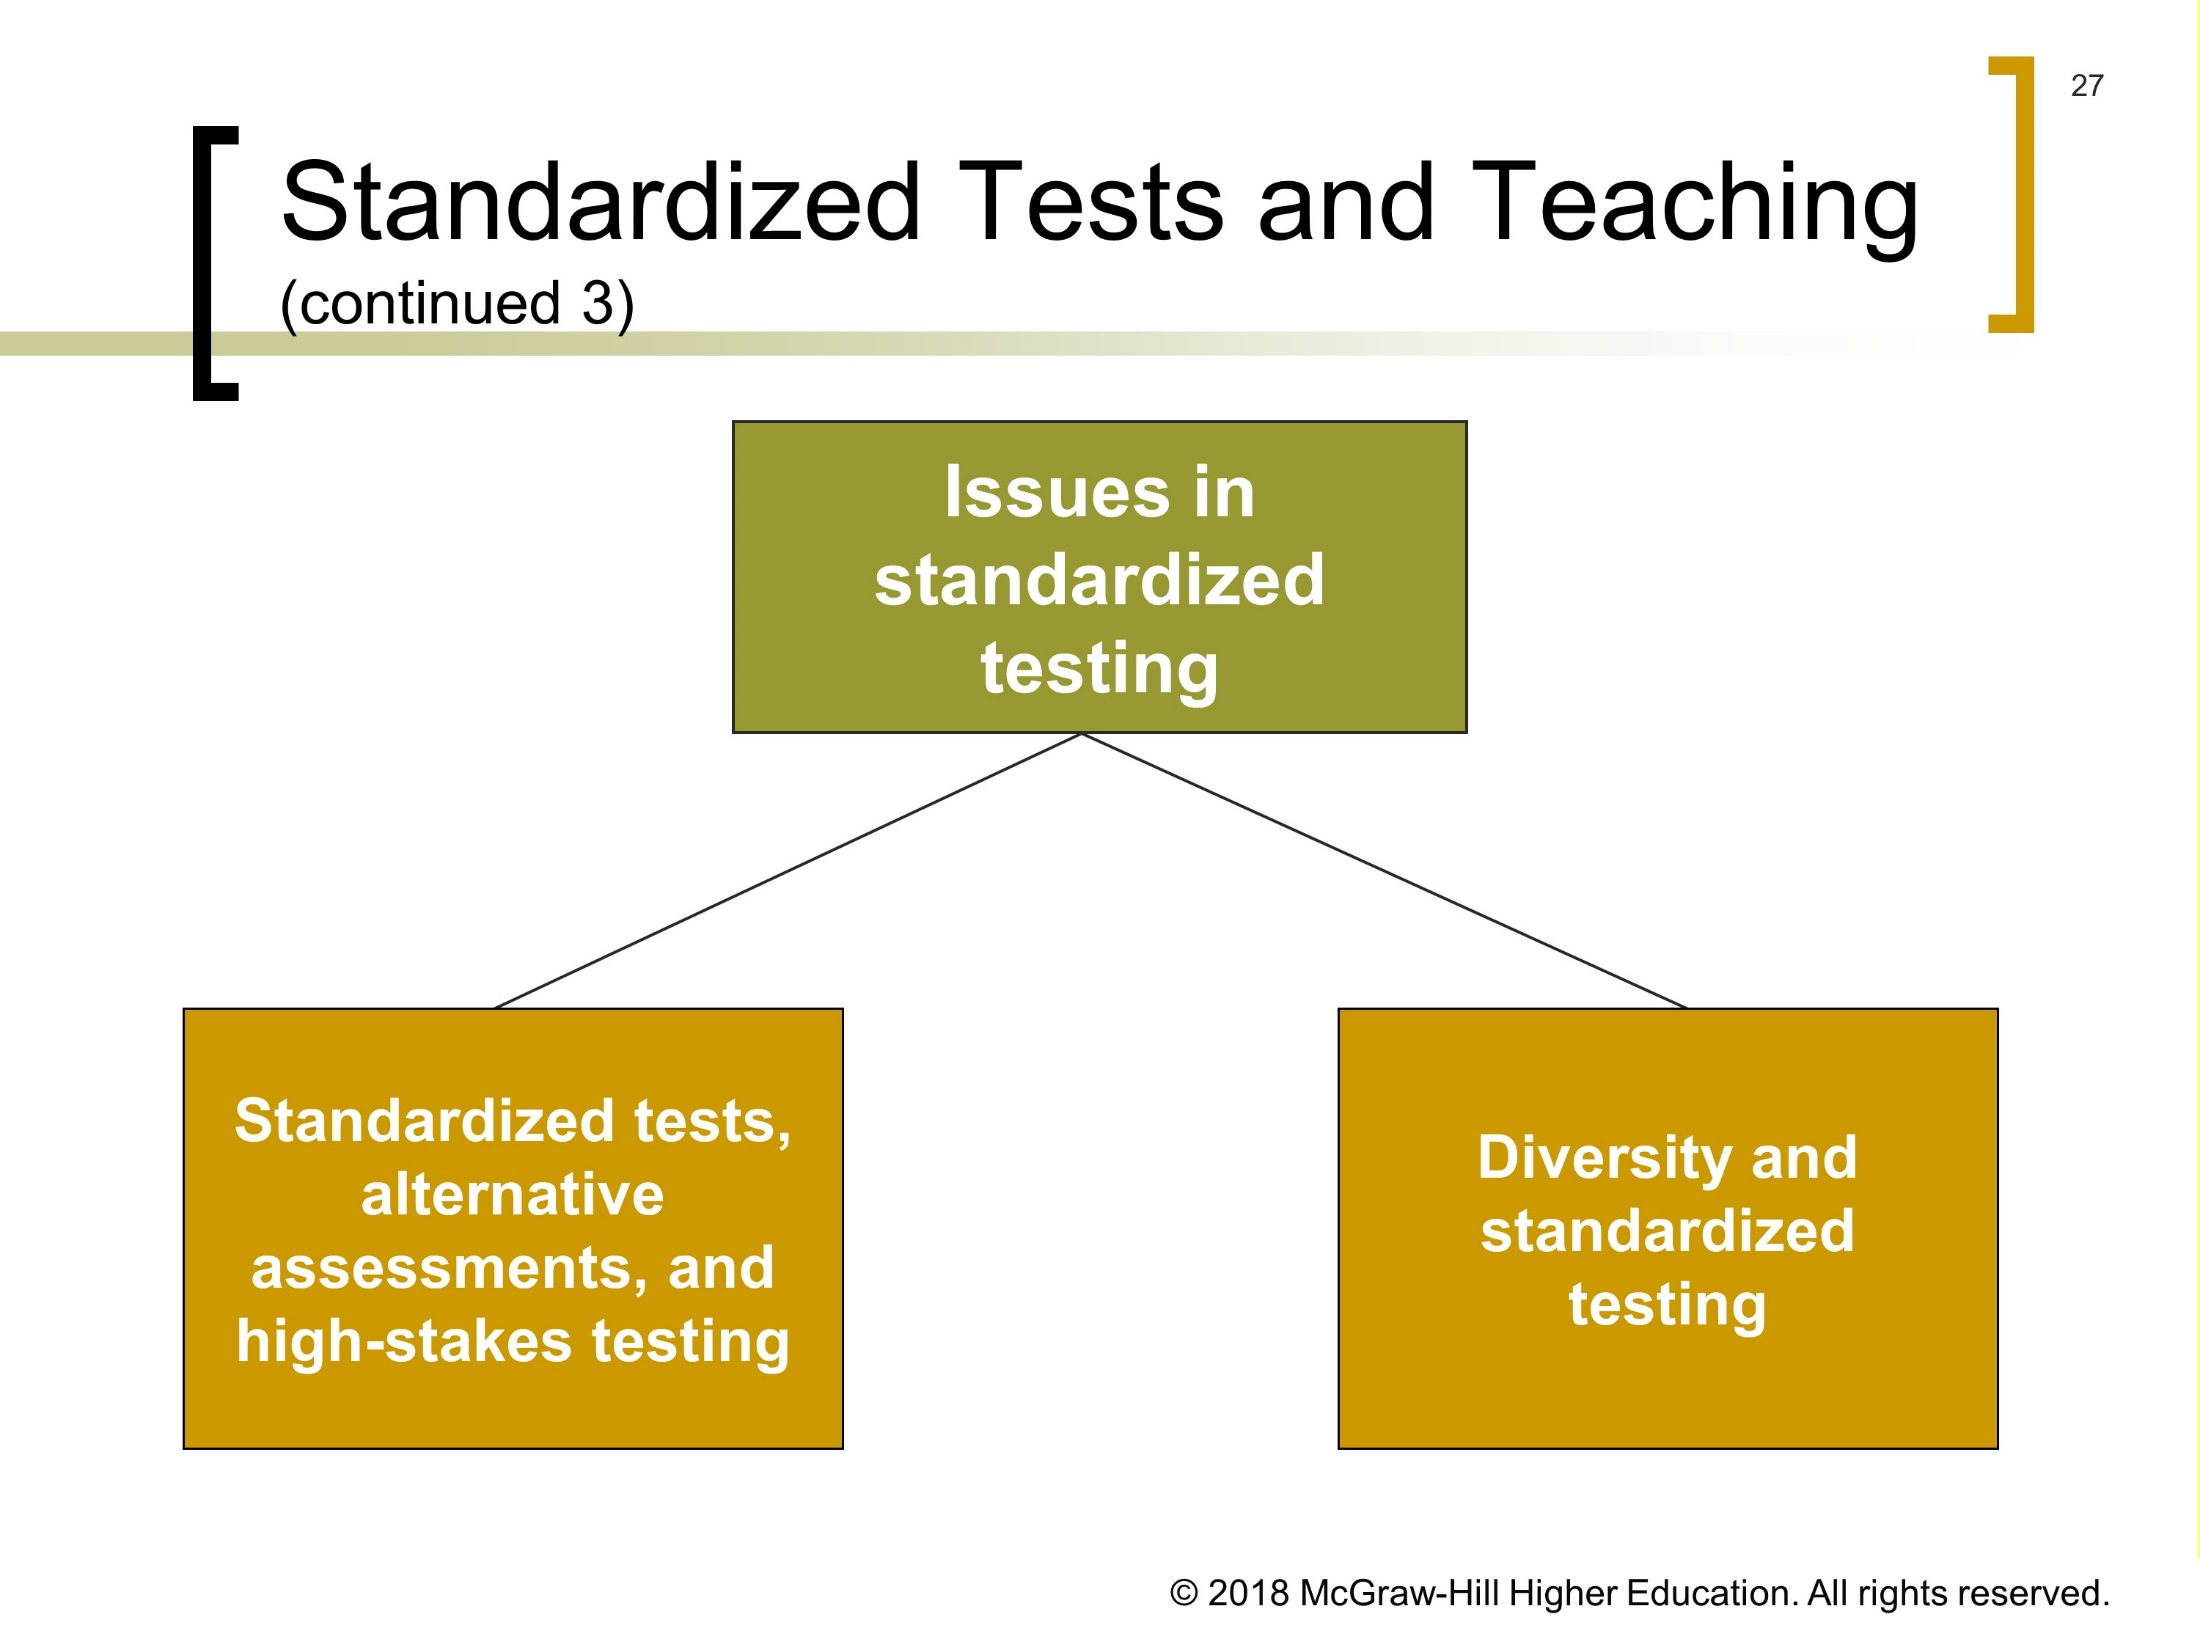 27
Standardized Tests and Teaching
(continued 3)
Issues in
standardized
testing
Standardized tests,
alternative
assessments, and
high-stakes testing
Diversity and
standardized
testing
© 2018 McGraw-Hill Higher Education. All rights reserved.